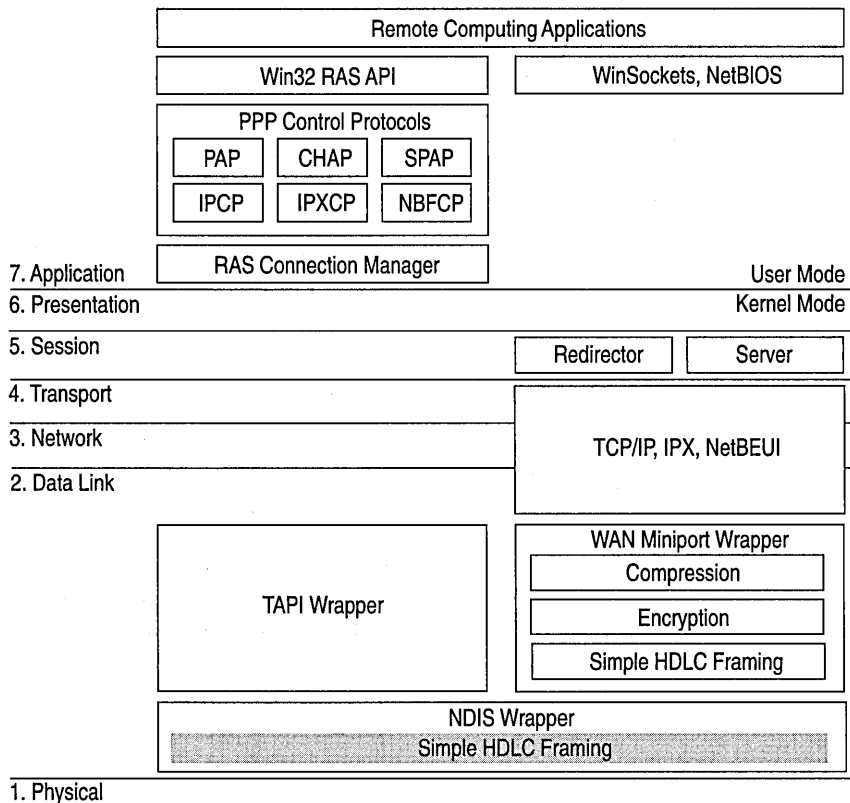 Remote Computing Applications
Win32 RAS API
WinSockets, NetBIOS
PPP Control Protocols
PAP CHAP SPAP
IPCP IPXCP NBFCP
RAS Connection Manager
7. Application
User Mode
6. Presentation
Kernel Mode
5. Session
Redirector Server
4. Transport
3. Network
TCP/IP, IPX, NetBEUI
2. Data Link
WAN Miniport Wrapper
Compression
TAPI Wrapper
Encryption
Simple HDLC Framing
NDIS Wrapper
Simple HDLC Framing
1. Physical